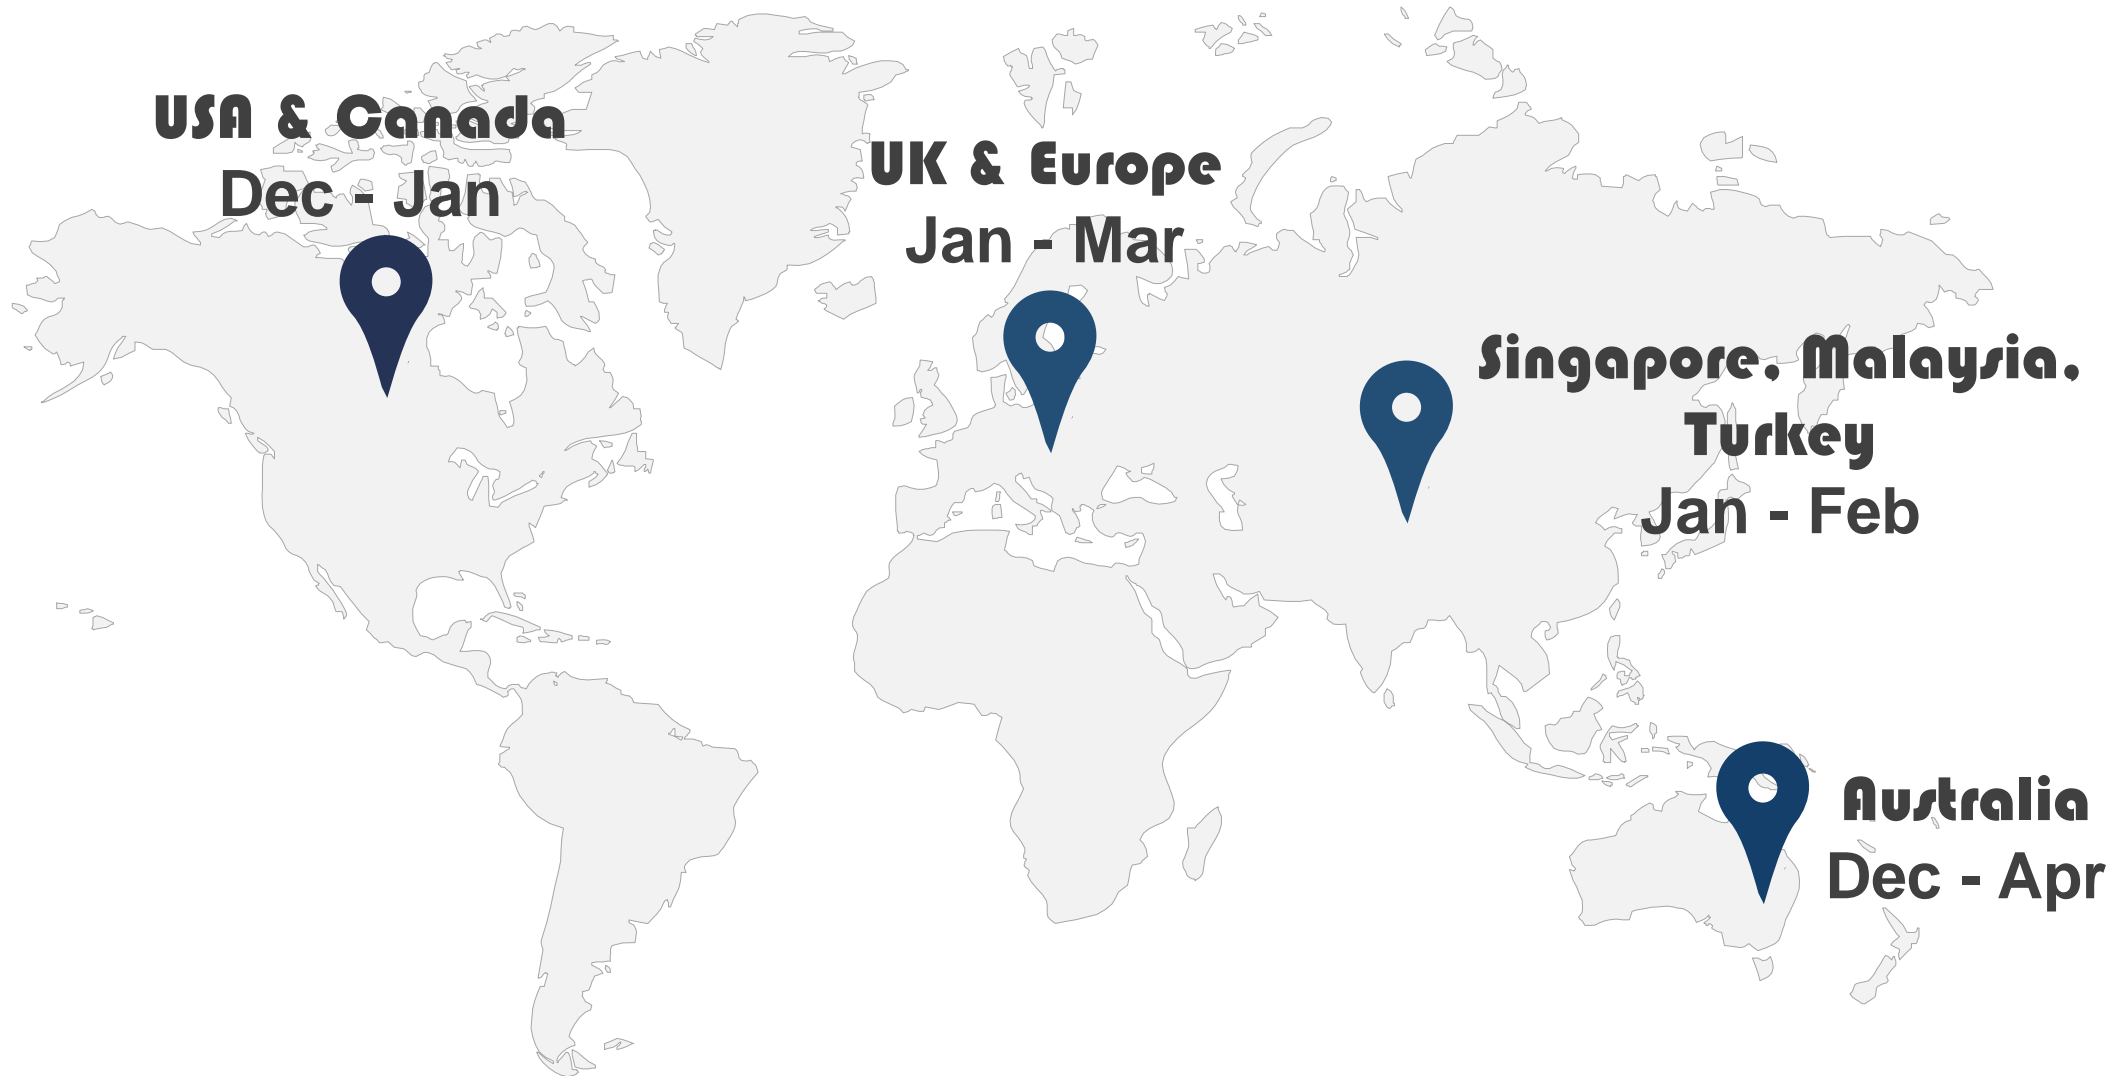 USA & Canada
Dec - Jan
UK & Europe
Jan - Mar
Singapore, Malaysia,
Turkey
Jan - Feb
Australia
Dec - Apr